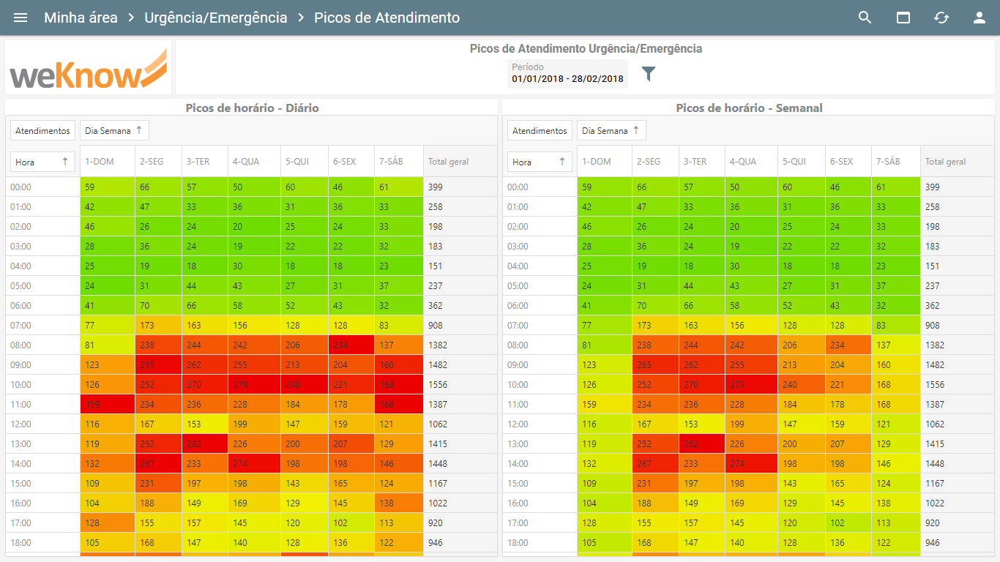 Minha área > Urgência/Emergência > Picos de Atendimento
weKnow
Picos de Atendimento Urgência/Emergência
Período
01/01/2018 - 28/02/2018
Picos de horário - Diário
Atendimentos Dia Semana ↑
Hora ↑ 1-DOM 2-SEG 3-TER 4-QUA 5-QUI 6-SEX 7-SÁB Total geral
00:00 59 66 57 50 60 46 61 399
01:00 42 47 33 36 31 36 33 258
02:00 46 26 24 20 25 24 33 198
03:00 28 36 24 19 22 22 32 183
04:00 25 19 18 30 18 18 23 151
05:00 24 31 44 43 27 31 37 237
06:00 41 70 66 58 52 43 32 362
07:00 77 173 163 156 128 128 83 908
08:00 81 238 244 242 206 234 137 1382
09:00 123 265 262 255 213 204 160 1482
10:00 126 252 270 279 240 221 168 1556
11:00 159 234 236 228 184 178 168 1387
12:00 116 167 153 199 147 159 121 1062
13:00 119 252 282 226 200 207 129 1415
14:00 132 267 233 274 198 198 146 1448
15:00 109 231 197 198 143 165 124 1167
16:00 104 188 149 169 129 145 138 1022
17:00 128 155 157 145 120 102 113 920
18:00 105 168 147 140 128 136 122 946
Picos de horário - Semanal
Atendimentos Dia Semana ↑
Hora ↑ 1-DOM 2-SEG 3-TER 4-QUA 5-QUI 6-SEX 7-SÁB Total geral
00:00 59 66 57 50 60 46 61 399
01:00 42 47 33 36 31 36 33 258
02:00 46 26 24 20 25 24 33 198
03:00 28 36 24 19 22 22 32 183
04:00 25 19 18 30 18 18 23 151
05:00 24 31 44 43 27 31 37 237
06:00 41 70 66 58 52 43 32 362
07:00 77 173 163 156 128 128 83 908
08:00 81 238 244 242 206 234 137 1382
09:00 123 265 262 255 213 204 160 1482
10:00 126 252 270 279 240 221 168 1556
11:00 159 234 236 228 184 178 168 1387
12:00 116 167 153 199 147 159 121 1062
13:00 119 252 282 226 200 207 129 1415
14:00 132 267 233 274 198 198 146 1448
15:00 109 231 197 198 143 165 124 1167
16:00 104 188 149 169 129 145 138 1022
17:00 128 155 157 145 120 102 113 920
18:00 105 168 147 140 128 136 122 946